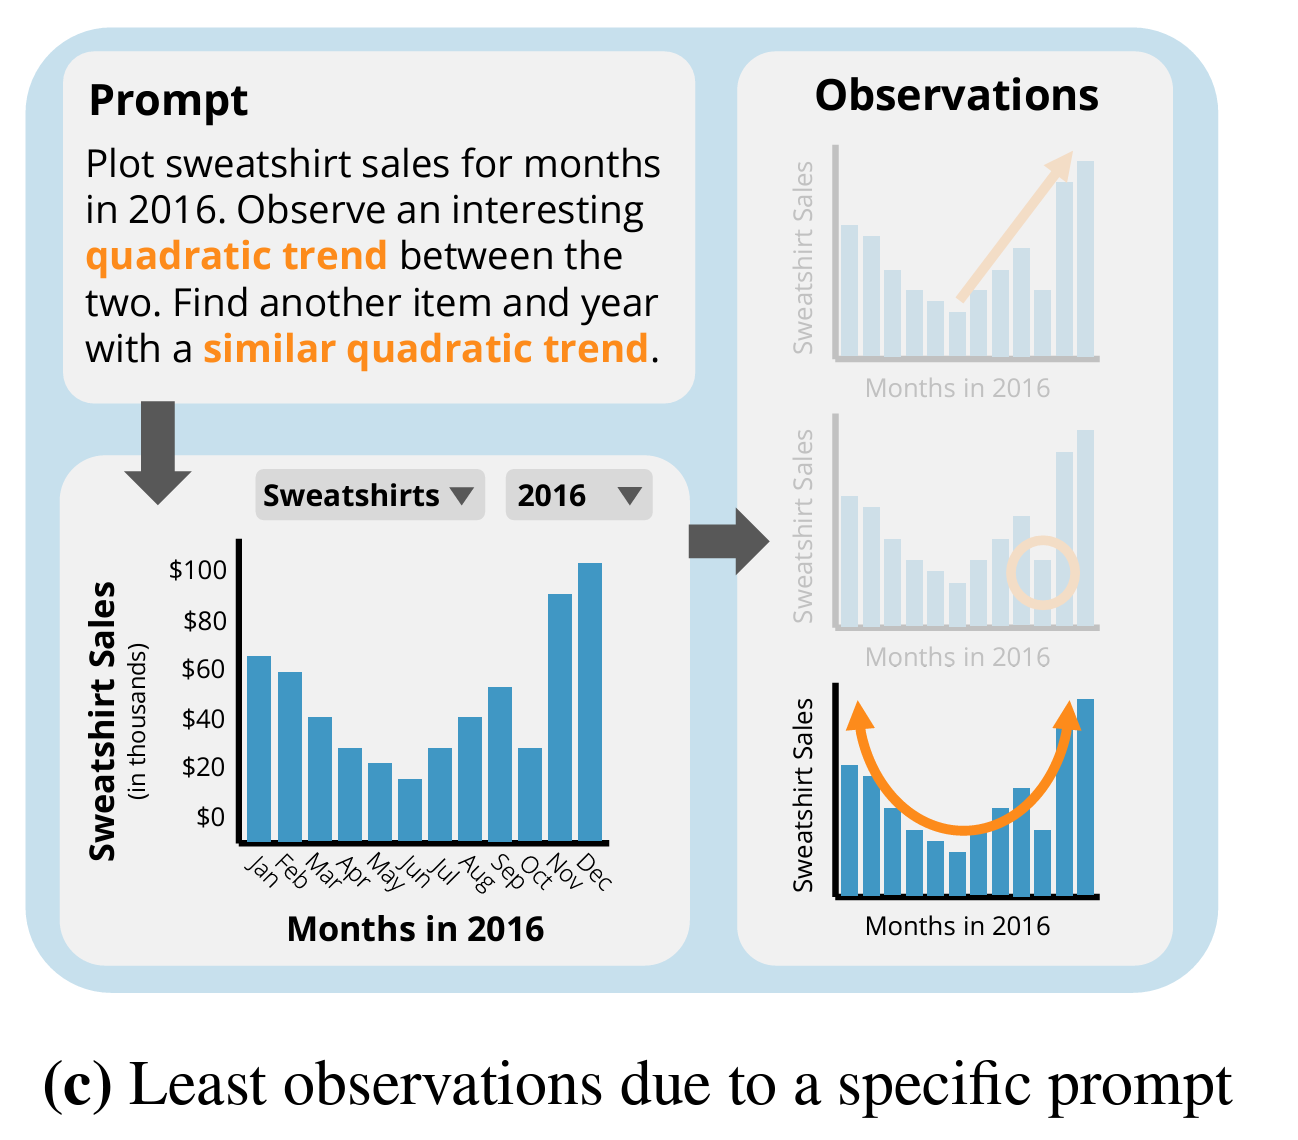 Prompt
Plot sweatshirt sales for months
in 2016. Observe an interesting
quadratic trend between the
two. Find another item and year
with a similar quadratic trend.
Sweatshirts
2016
Sweatshirt Sales
(in thousands)
$100
$80
$60
$40
$20
$0
Jan
Feb
Mar
Apr
May
Jun
Jul
Aug
Sep
Oct
Nov
Dec
Months in 2016
Observations
Sweatshirt Sales
Months in 2016
Sweatshirt Sales
Months in 2016
Sweatshirt Sales
Months in 2016
(c) Least observations due to a specific prompt